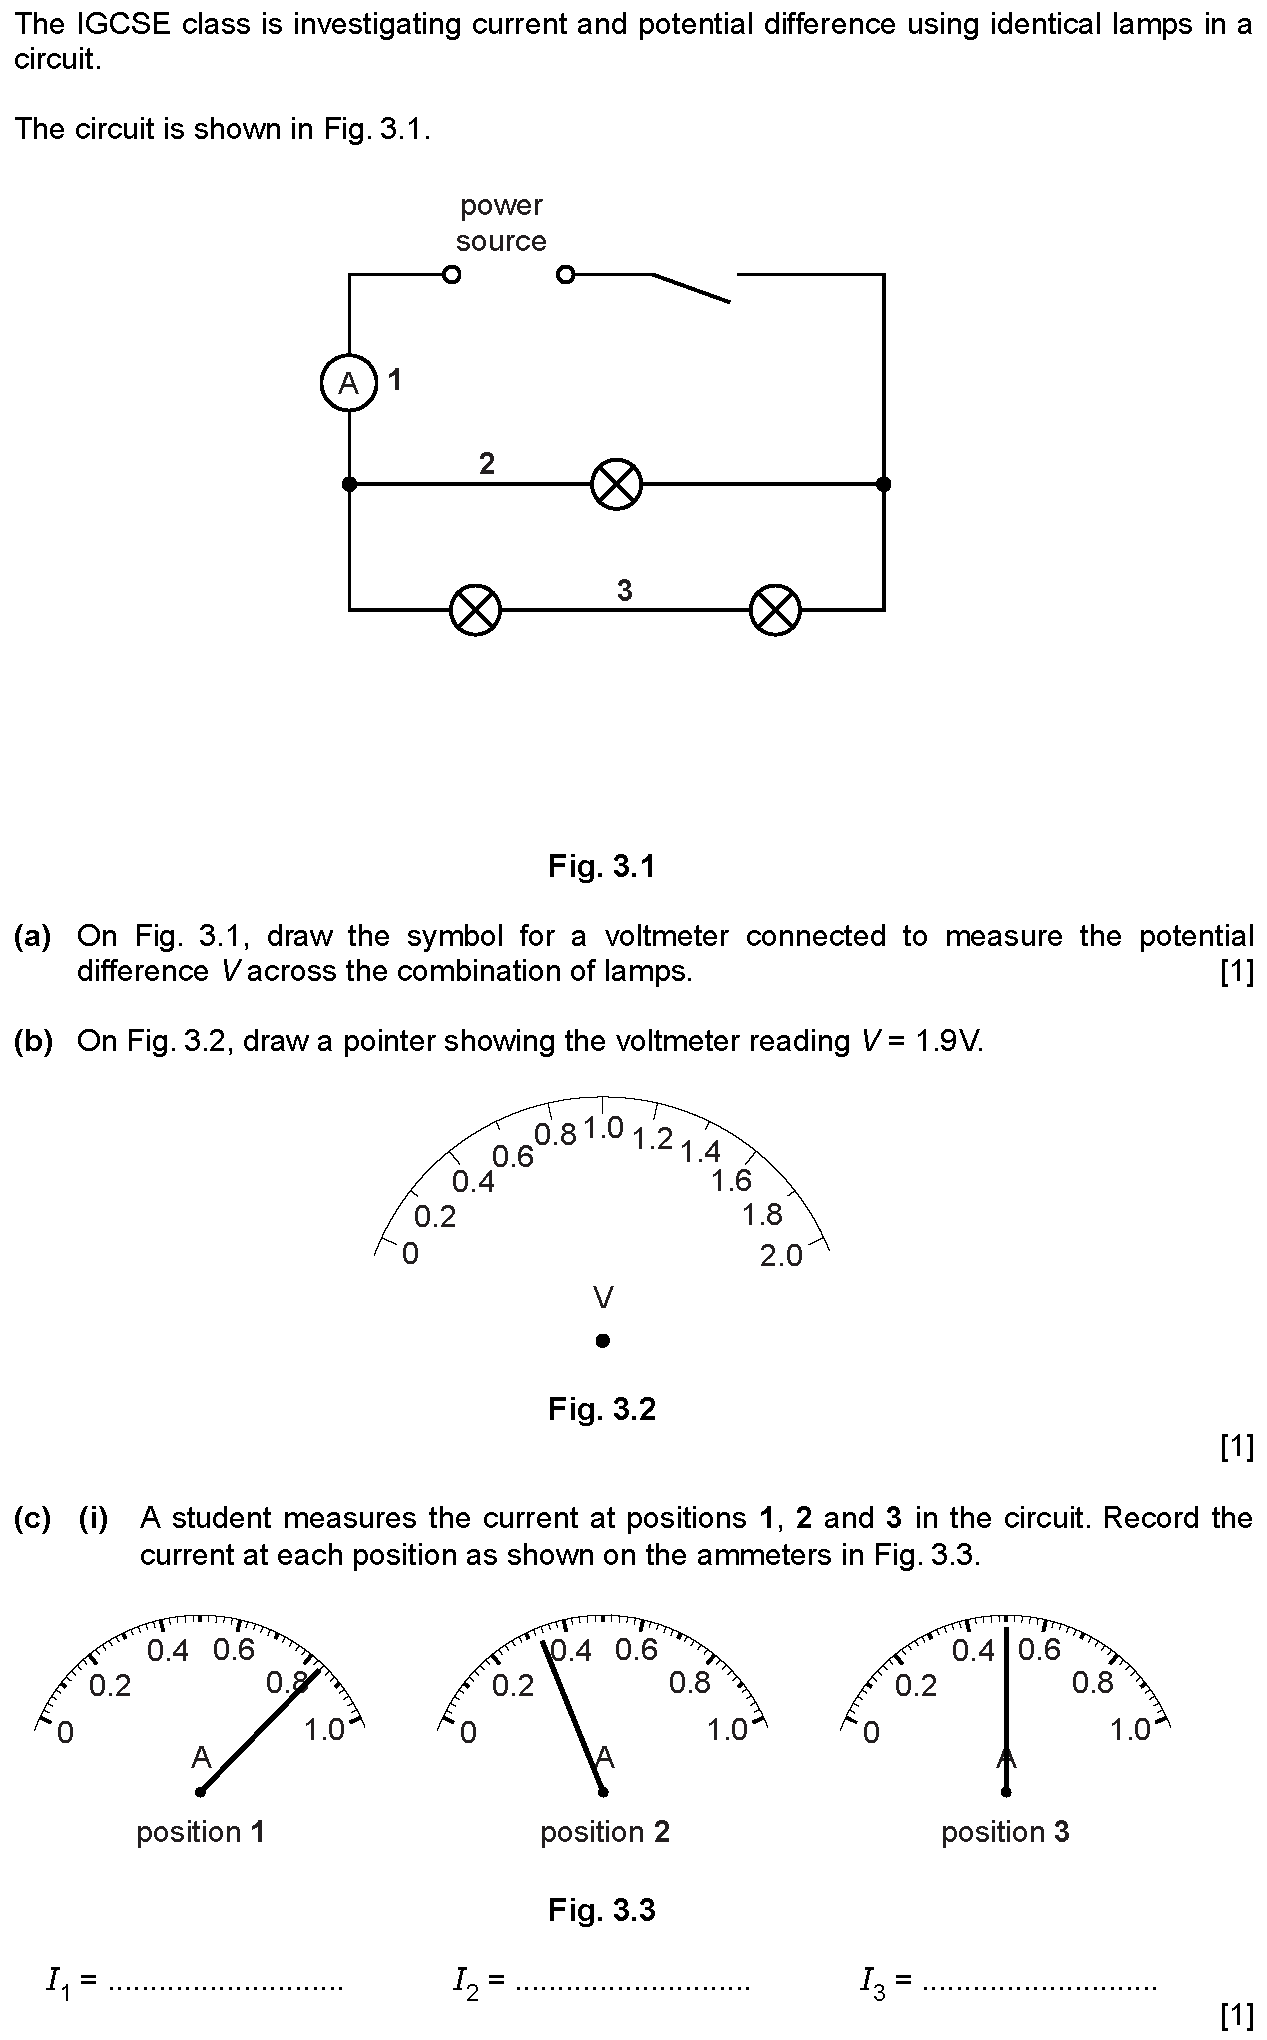 The IGCSE class is investigating current and potential difference using identical lamps in a
circuit.
The circuit is shown in Fig. 3.1.
power
source
A 1
2
3
Fig. 3.1
(a) On Fig. 3.1, draw the symbol for a voltmeter connected to measure the potential
difference V across the combination of lamps. [1]
(b) On Fig. 3.2, draw a pointer showing the voltmeter reading V = 1.9V.
0 0.2 0.4 0.6 0.8 1.0 1.2 1.4 1.6 1.8 2.0
V
Fig. 3.2
[1]
(c) (i) A student measures the current at positions 1, 2 and 3 in the circuit. Record the
current at each position as shown on the ammeters in Fig. 3.3.
0 0.2 0.4 0.6 0.8 1.0
A
position 1
0 0.2 0.4 0.6 0.8 1.0
A
position 2
0 0.2 0.4 0.6 0.8 1.0
A
position 3
Fig. 3.3
I1 = ........................... I2 = ........................... I3 = ...........................
[1]